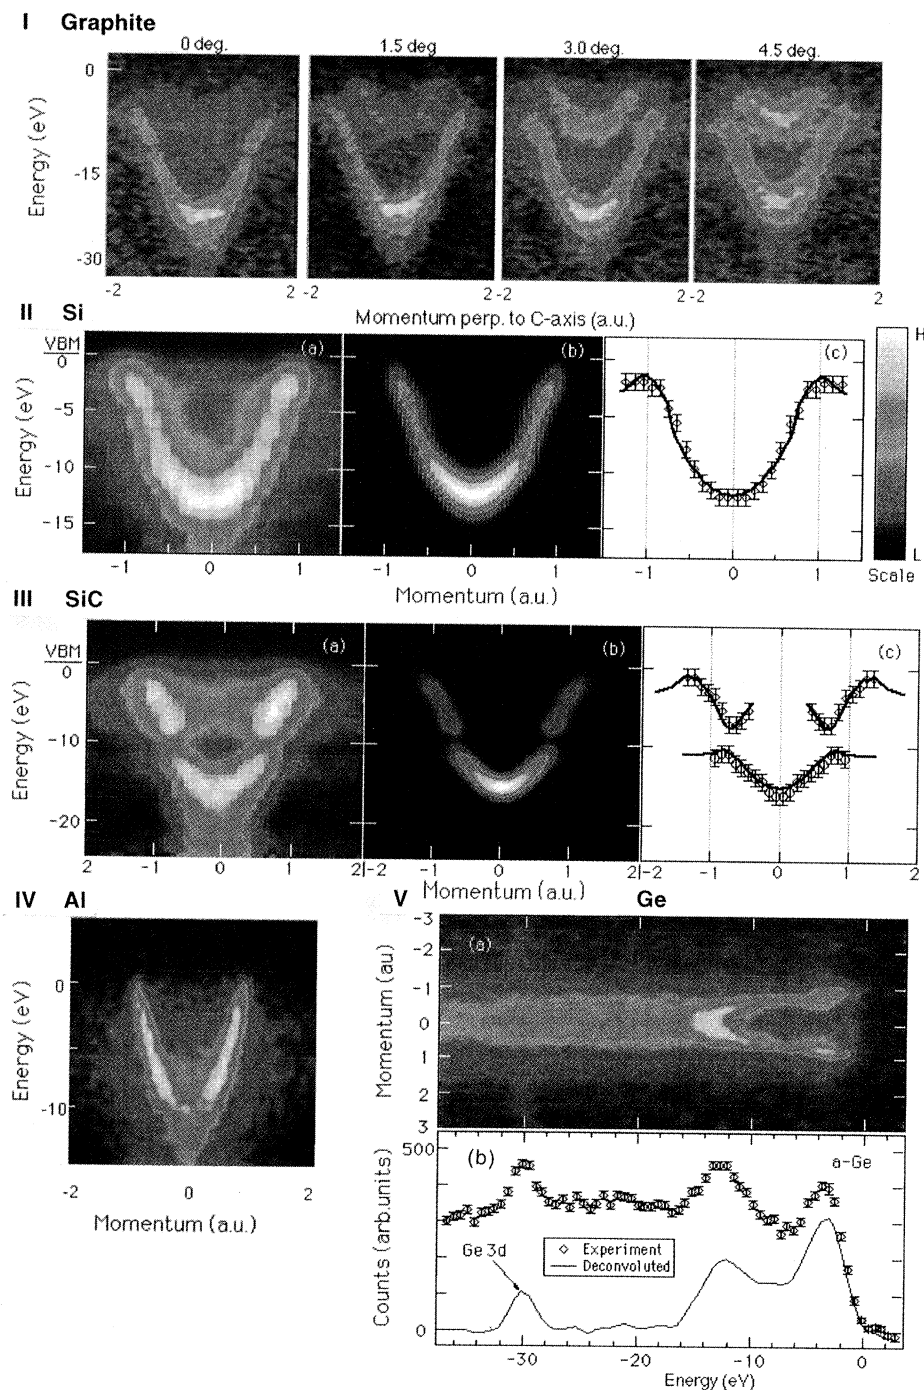 I Graphite
0 deg. 1.5 deg. 3.0 deg. 4.5 deg.
Energy (eV)
0
-15
-30
-2 2 -2 2 -2 2 -2 2
Momentum perp. to C-axis (a.u.)
II Si
VBM
0
-5
-10
-15
Energy (eV)
(a) (b) (c)
-1 0 1 -1 0 1 -1 0 1
Momentum (a.u.)
H
L
Scale
III SiC
VBM
0
-10
-20
Energy (eV)
(a) (b) (c)
2 -1 0 1 2 -2 -1 0 1 2 -2 -1 0 1 2
Momentum (a.u.)
IV Al
0
-10
Energy (eV)
-2 0 2
Momentum (a.u.)
V Ge
-3
-2
-1
0
1
2
3
Momentum (au)
(a)
500
0
Counts (arb.units)
(b)
a-Ge
Ge 3d
Experiment
Deconvoluted
-30 -20 -10 0
Energy (eV)